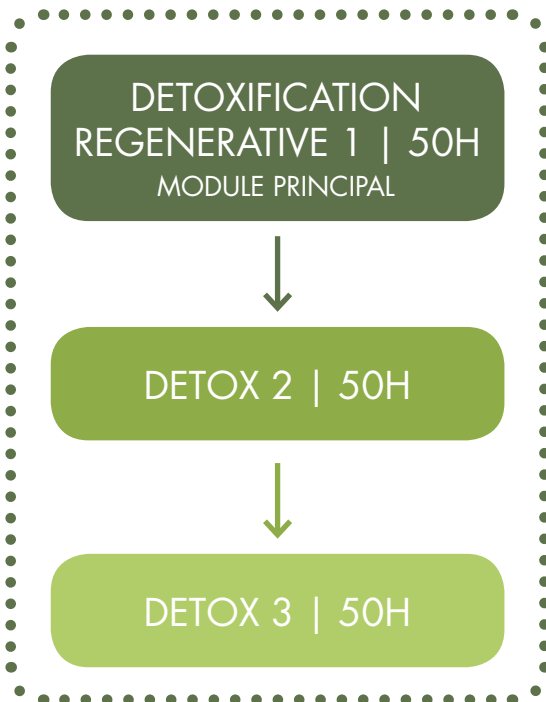 DETOXIFICATION
REGENERATIVE 1 | 50H
MODULE PRINCIPAL
DETOX 2 | 50H
DETOX 3 | 50H